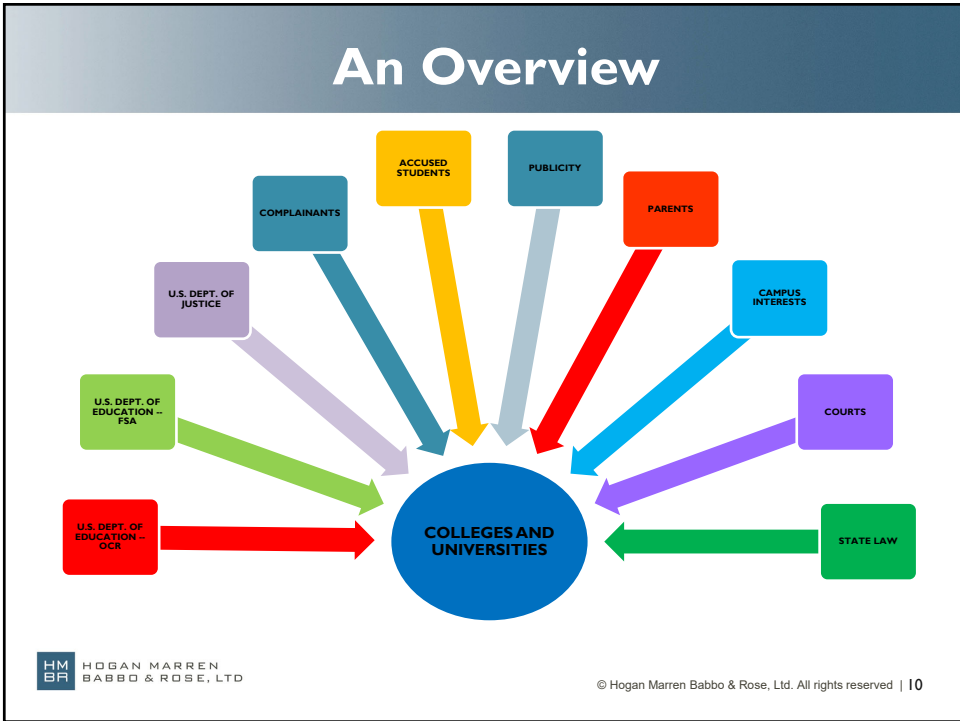 An Overview
ACCUSED
STUDENTS
PUBLICITY
COMPLAINANTS
PARENTS
U.S. DEPT. OF
JUSTICE
CAMPUS
INTERESTS
U.S. DEPT. OF
EDUCATION --
FSA
COURTS
U.S. DEPT. OF
EDUCATION --
OCR
COLLEGES AND
UNIVERSITIES
STATE LAW
HM
BR
HOGAN MARREN
BABBO & ROSE, LTD
© Hogan Marren Babbo & Rose, Ltd. All rights reserved | 10